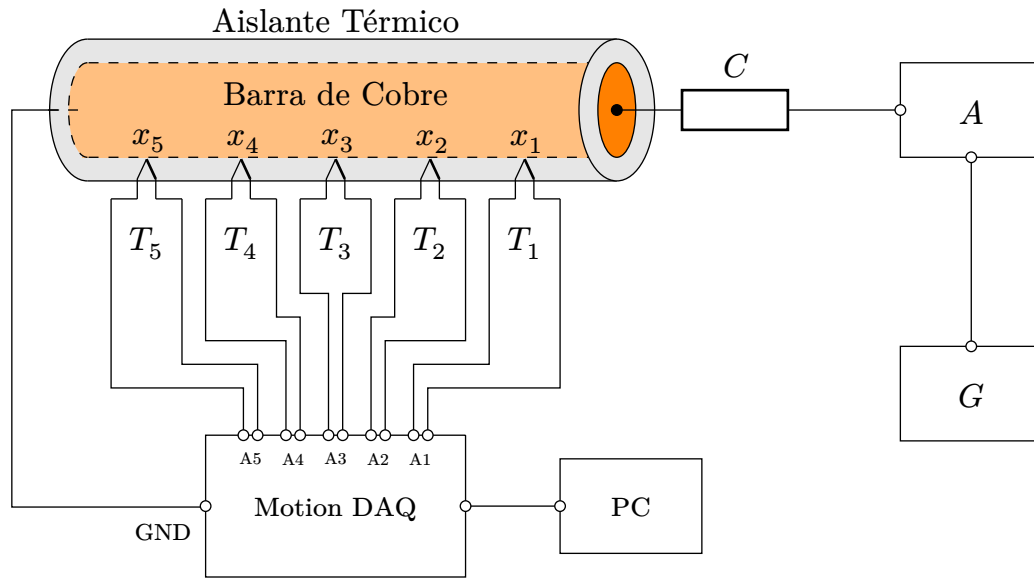 Aislante Térmico
C
Barra de Cobre
A
x₅ x₄ x₃ x₂ x₁
T₅ T₄ T₃ T₂ T₁
G
A5 A4 A3 A2 A1
Motion DAQ
PC
GND